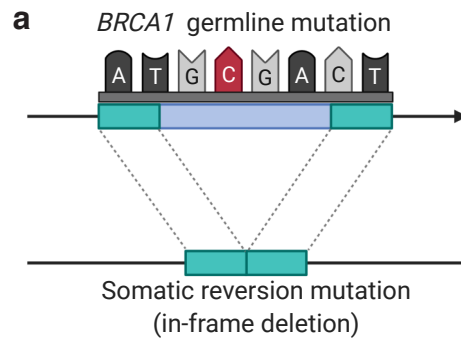 a
BRCA1 germline mutation
A T G C G A C T
Somatic reversion mutation
(in-frame deletion)